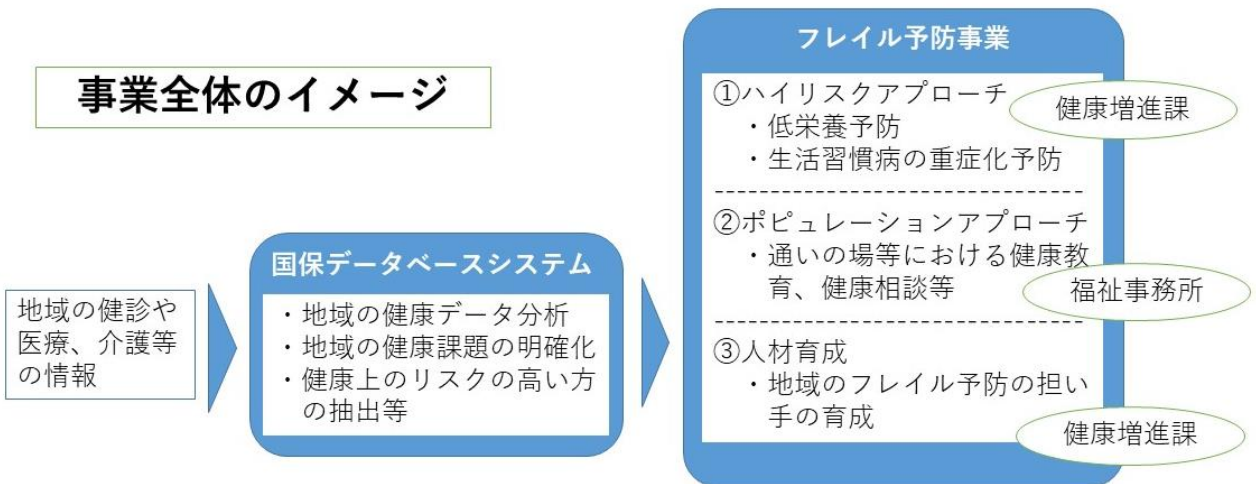 事業全体のイメージ
地域の健診や
医療、介護等
の情報
国保データベースシステム
・地域の健康データ分析
・地域の健康課題の明確化
・健康上のリスクの高い方
の抽出等
フレイル予防事業
①ハイリスクアプローチ
・低栄養予防
・生活習慣病の重症化予防
健康増進課
②ポピュレーションアプローチ
・通いの場等における健康教
育、健康相談等
福祉事務所
③人材育成
・地域のフレイル予防の担い
手の育成
健康増進課